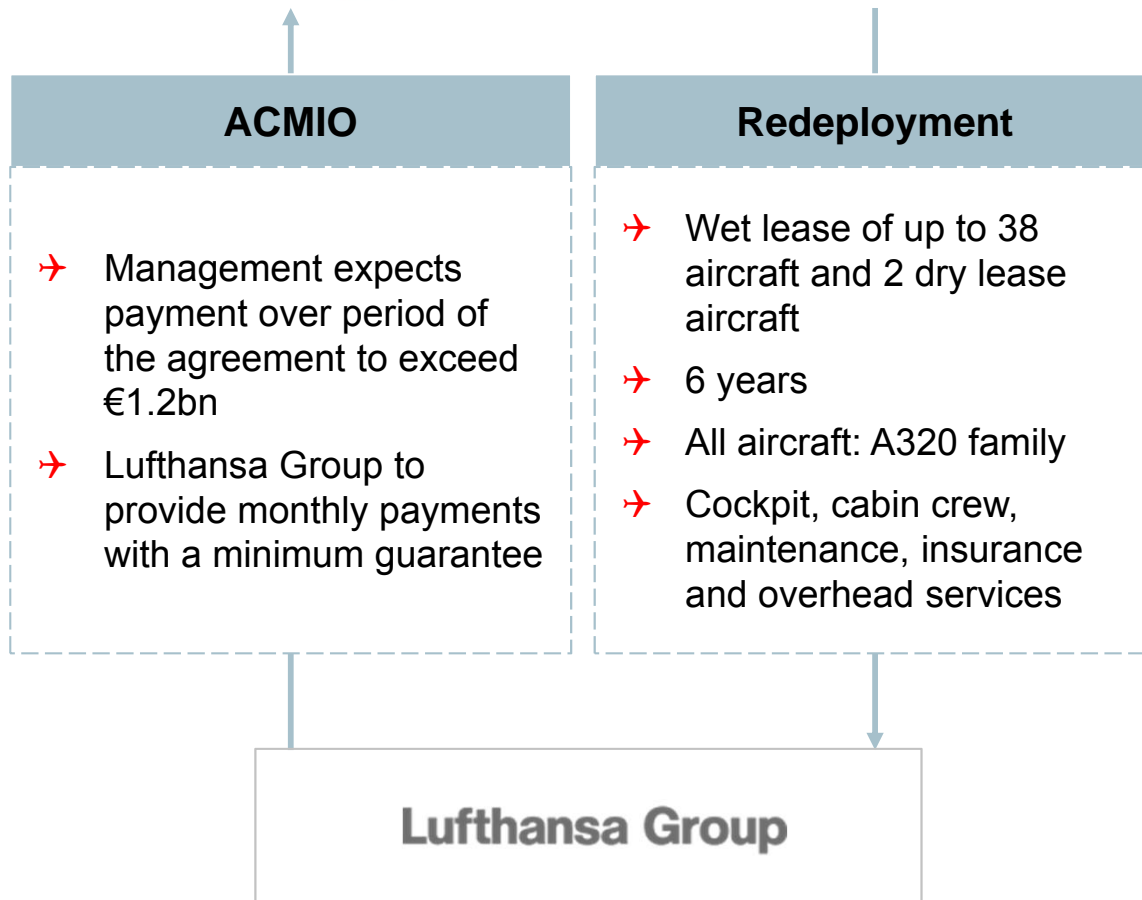 ACMIO
Management expects
payment over period of
the agreement to exceed
€1.2bn
Lufthansa Group to
provide monthly payments
with a minimum guarantee
Redeployment
Wet lease of up to 38
aircraft and 2 dry lease
aircraft
6 years
All aircraft: A320 family
Cockpit, cabin crew,
maintenance, insurance
and overhead services
Lufthansa Group